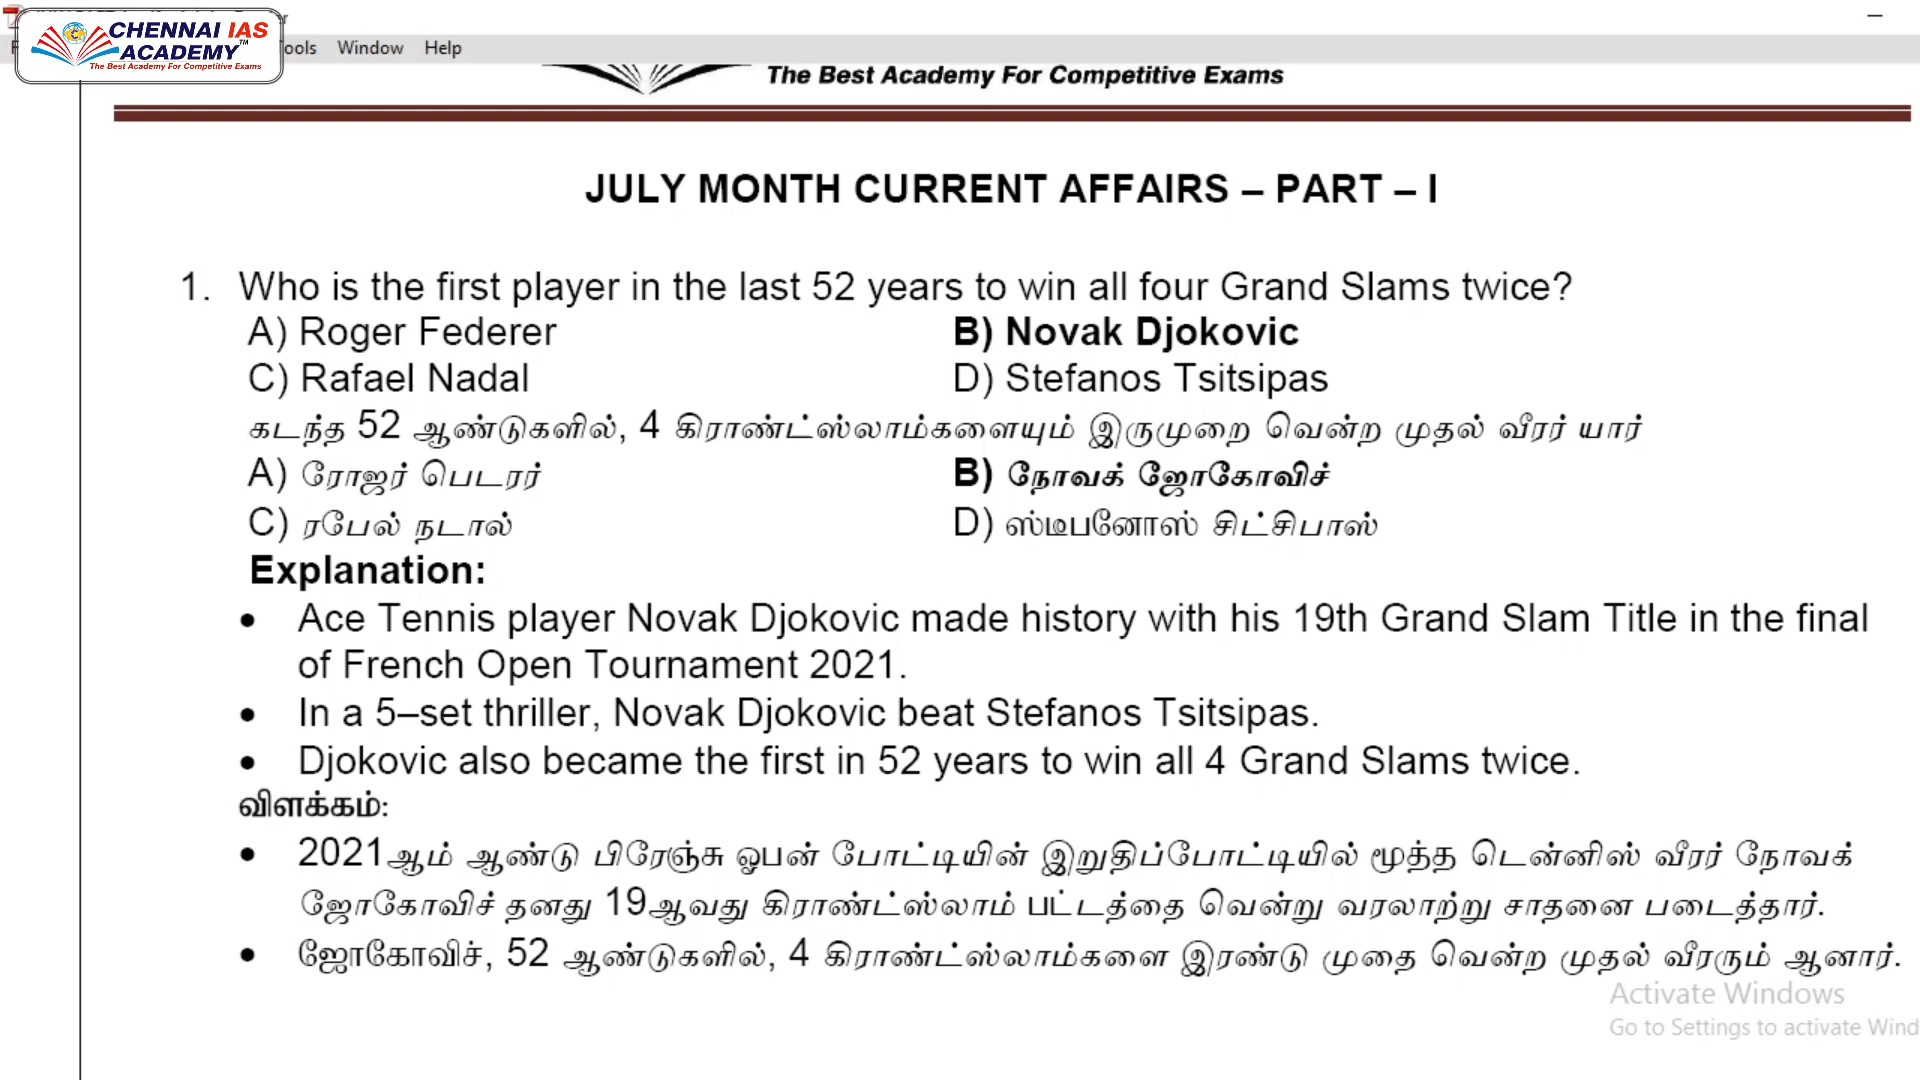 CHENNAI IAS
ACADEMY™
The Best Academy For Competitive Exams
Tools Window Help
The Best Academy For Competitive Exams
JULY MONTH CURRENT AFFAIRS – PART – I
1. Who is the first player in the last 52 years to win all four Grand Slams twice?
A) Roger Federer B) Novak Djokovic
C) Rafael Nadal D) Stefanos Tsitsipas
கடந்த 52 ஆண்டுகளில், 4 கிராண்ட்ஸ்லாம்களையும் இருமுறை வென்ற முதல் வீரர் யார்
A) ரோஜர் பெடரர் B) நோவக் ஜோகோவிச்
C) ரபேல் நடால் D) ஸ்டீபனோஸ் சிட்சிபாஸ்
Explanation:
• Ace Tennis player Novak Djokovic made history with his 19th Grand Slam Title in the final
of French Open Tournament 2021.
• In a 5–set thriller, Novak Djokovic beat Stefanos Tsitsipas.
• Djokovic also became the first in 52 years to win all 4 Grand Slams twice.
விளக்கம்:
• 2021ஆம் ஆண்டு பிரேஞ்சு ஓபன் போட்டியின் இறுதிப்போட்டியில் மூத்த டென்னிஸ் வீரர் நோவக்
ஜோகோவிச் தனது 19ஆவது கிராண்ட்ஸ்லாம் பட்டத்தை வென்று வரலாற்று சாதனை படைத்தார்.
• ஜோகோவிச், 52 ஆண்டுகளில், 4 கிராண்ட்ஸ்லாம்களை இரண்டு முதை வென்ற முதல் வீரரும் ஆனார்.
Activate Windows
Go to Settings to activate Wind